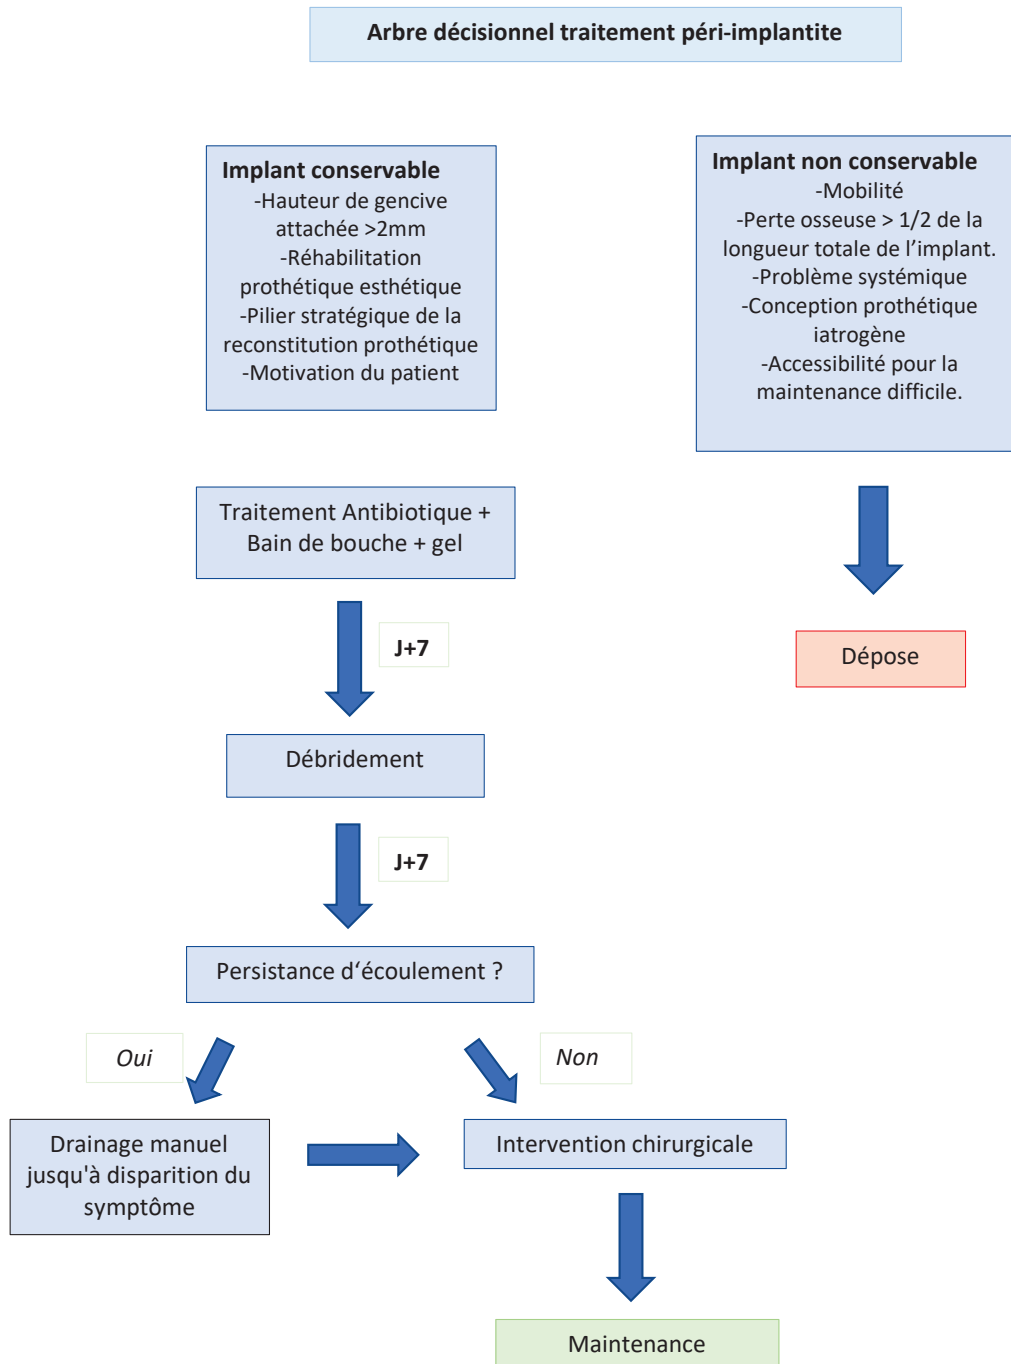 Arbre décisionnel traitement péri-implantite
Implant conservable
-Hauteur de gencive
attachée >2mm
-Réhabilitation
prothétique esthétique
-Pilier stratégique de la
reconstitution prothétique
-Motivation du patient
Implant non conservable
-Mobilité
-Perte osseuse > 1/2 de la
longueur totale de l’implant.
-Problème systémique
-Conception prothétique
iatrogène
-Accessibilité pour la
maintenance difficile.
Traitement Antibiotique +
Bain de bouche + gel
J+7
Dépose
Débridement
J+7
Persistance d‘écoulement ?
Oui
Non
Drainage manuel
jusqu'à disparition du
symptôme
Intervention chirurgicale
Maintenance